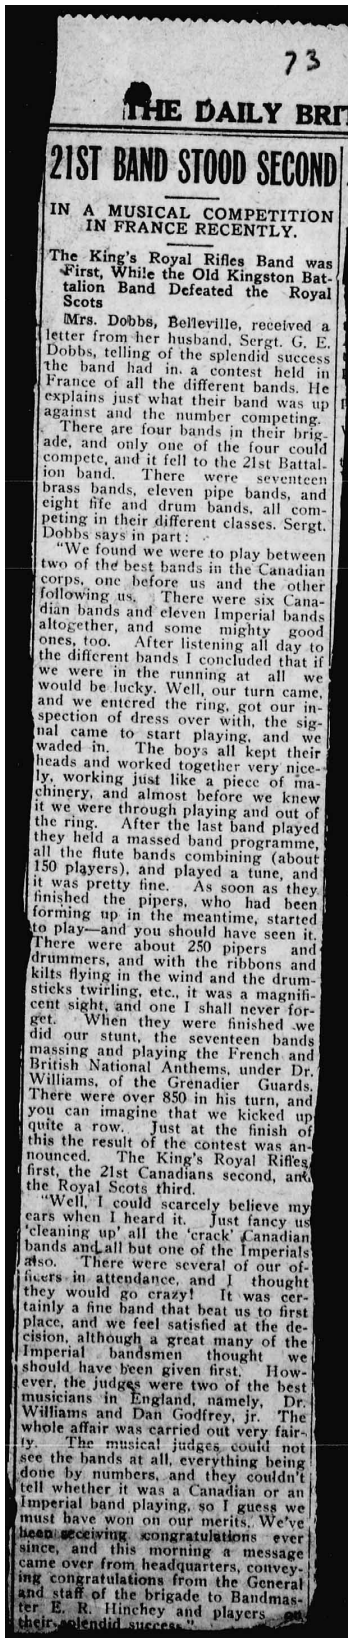 73
THE DAILY BRIT
21ST BAND STOOD SECOND
IN A MUSICAL COMPETITION
IN FRANCE RECENTLY.
The King's Royal Rifles Band was
First, While the Old Kingston Bat-
talion Band Defeated the Royal
Scots
Mrs. Dobbs, Belleville, received a
letter from her husband, Sergt. G. E.
Dobbs, telling of the splendid success
the band had in a contest held in
France of all the different bands. He
explains just what their band was up
against and the number competing.
There are four bands in their brig-
ade, and only one of the four could
compete, and it fell to the 21st Battal-
ion band. There were seventeen
brass bands, eleven pipe bands, and
eight fife and drum bands, all com-
peting in their different classes. Sergt.
Dobbs says in part:
"We found we were to play between
two of the best bands in the Canadian
corps, one before us and the other
following us. There were six Cana-
dian bands and eleven Imperial bands
altogether, and some mighty good
ones, too. After listening all day to
the different bands I concluded that if
we were in the running at all we
would be lucky. Well, our turn came,
and we entered the ring, got our in-
spection of dress over with, the sig-
nal came to start playing, and we
waded in. The boys all kept their
heads and worked together very nice-
ly, working just like a piece of ma-
chinery, and almost before we knew
it we were through playing and out of
the ring. After the last band played
they held a massed band programme,
all the flute bands combining (about
150 players), and played a tune, and
it was pretty fine. As soon as they
finished the pipers, who had been
forming up in the meantime, started
to play—and you should have seen it.
There were about 250 pipers and
drummers, and with the ribbons and
kilts flying in the wind and the drum-
sticks twirling, etc., it was a magnifi-
cent sight, and one I shall never for-
get. When they were finished we
did our stunt, the seventeen bands
massing and playing the French and
British National Anthems, under Dr.
Williams, of the Grenadier Guards.
There were over 850 in his turn, and
you can imagine that we kicked up
quite a row. Just at the finish of
this the result of the contest was an-
nounced. The King's Royal Rifles
first, the 21st Canadians second, and
the Royal Scots third.
"Well, I could scarcely believe my
ears when I heard it. Just fancy us
'cleaning up' all the 'crack' Canadian
bands and all but one of the Imperials
also. There were several of our of-
ficers in attendance, and I thought
they would go crazy! It was cer-
tainly a fine band that beat us to first
place, and we feel satisfied at the de-
cision, although a great many of the
Imperial bandsmen thought we
should have been given first. How-
ever, the judges were two of the best
musicians in England, namely, Dr.
Williams and Dan Godfrey, jr. The
whole affair was carried out very fair-
ly. The musical judges could not
see the bands at all, everything being
done by numbers, and they couldn't
tell whether it was a Canadian or an
Imperial band playing, so I guess we
must have won on our merits. We've
been receiving congratulations ever
since, and this morning a message
came over from headquarters, convey-
ing congratulations from the General
and staff of the brigade to Bandmas-
ter E. R. Hinchey and players on
their splendid success."